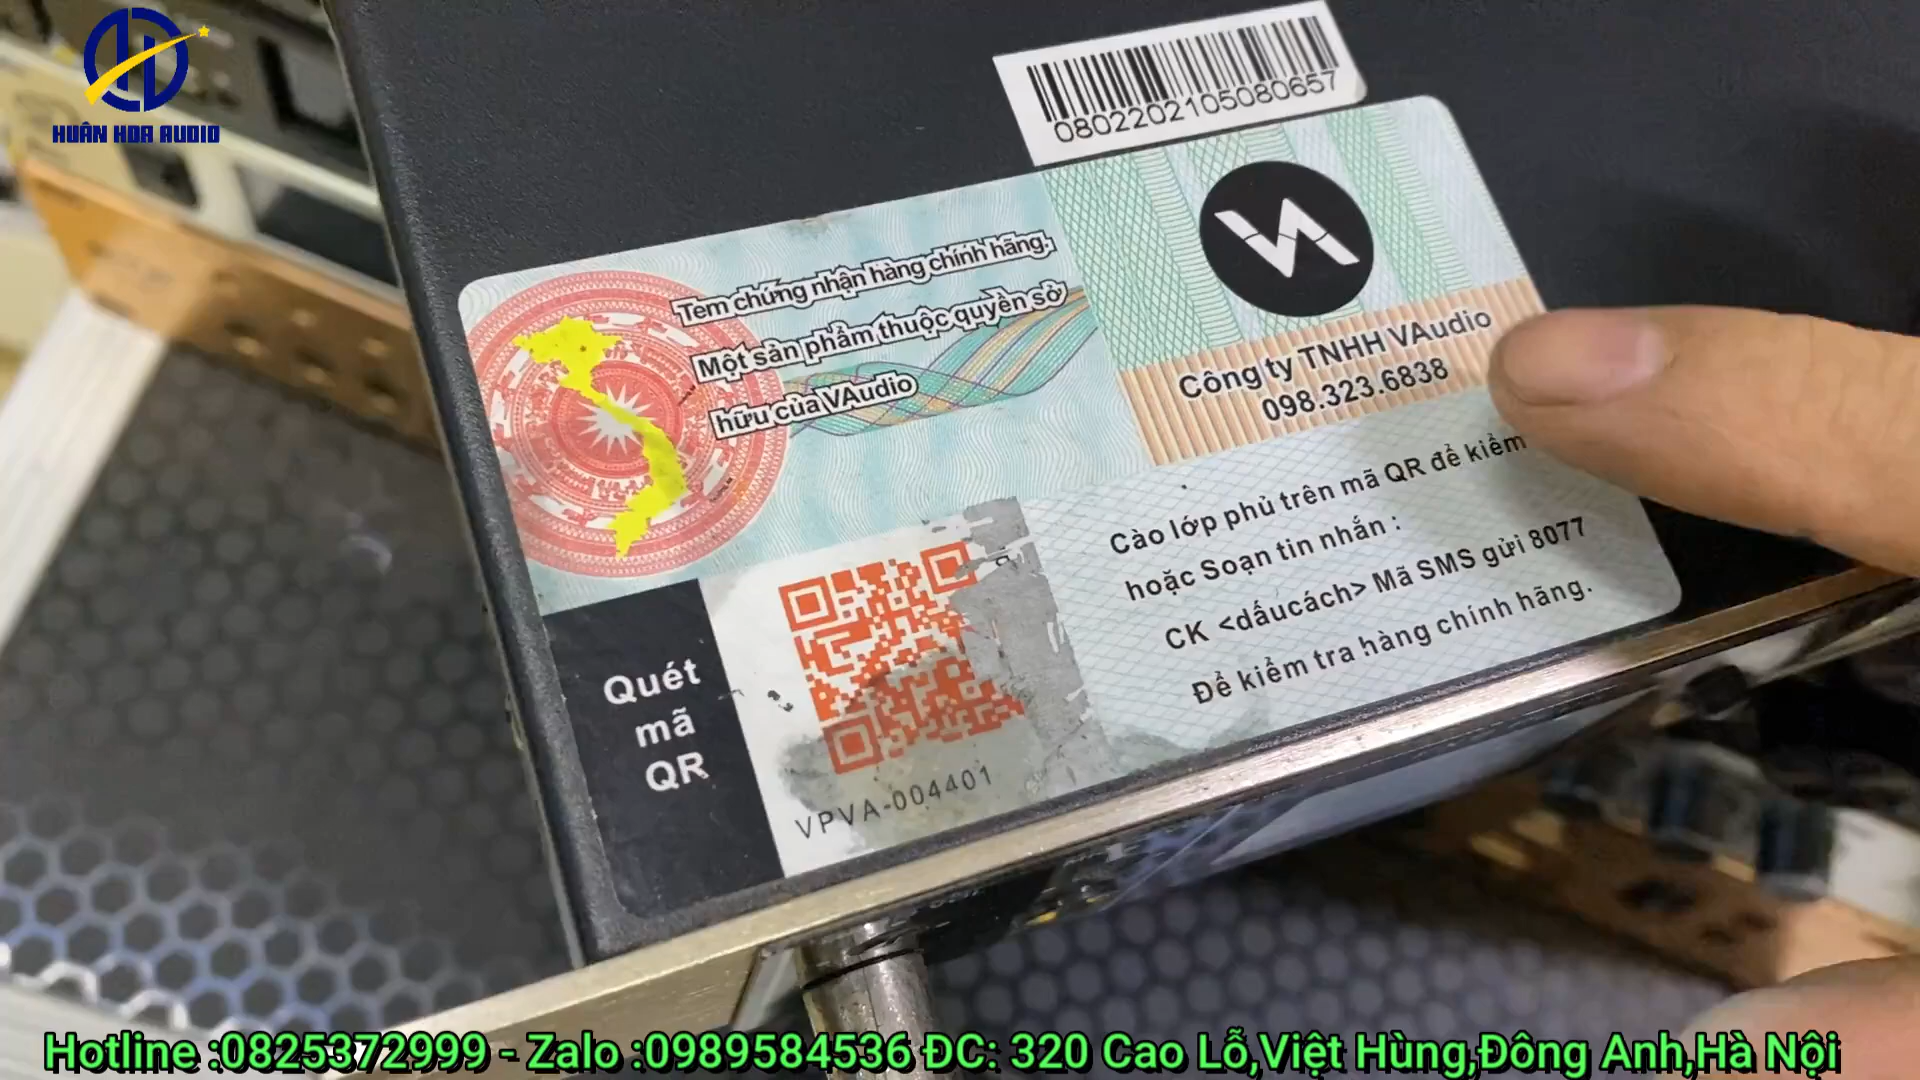 HUÂN HOA AUDIO
0802202105080657
Tem chứng nhận hàng chính hãng.
Một sản phẩm thuộc quyền sở
hữu của VAudio
VA
Công ty TNHH VAudio
098.323.6838
Cào lớp phủ trên mã QR để kiểm
hoặc Soạn tin nhắn :
CK <dấucách> Mã SMS gửi 8077
Để kiểm tra hàng chính hãng.
Quét
mã
QR
VPVA-004401
Hotline :0825372999 - Zalo :0989584536 ĐC: 320 Cao Lỗ,Việt Hùng,Đông Anh,Hà Nội